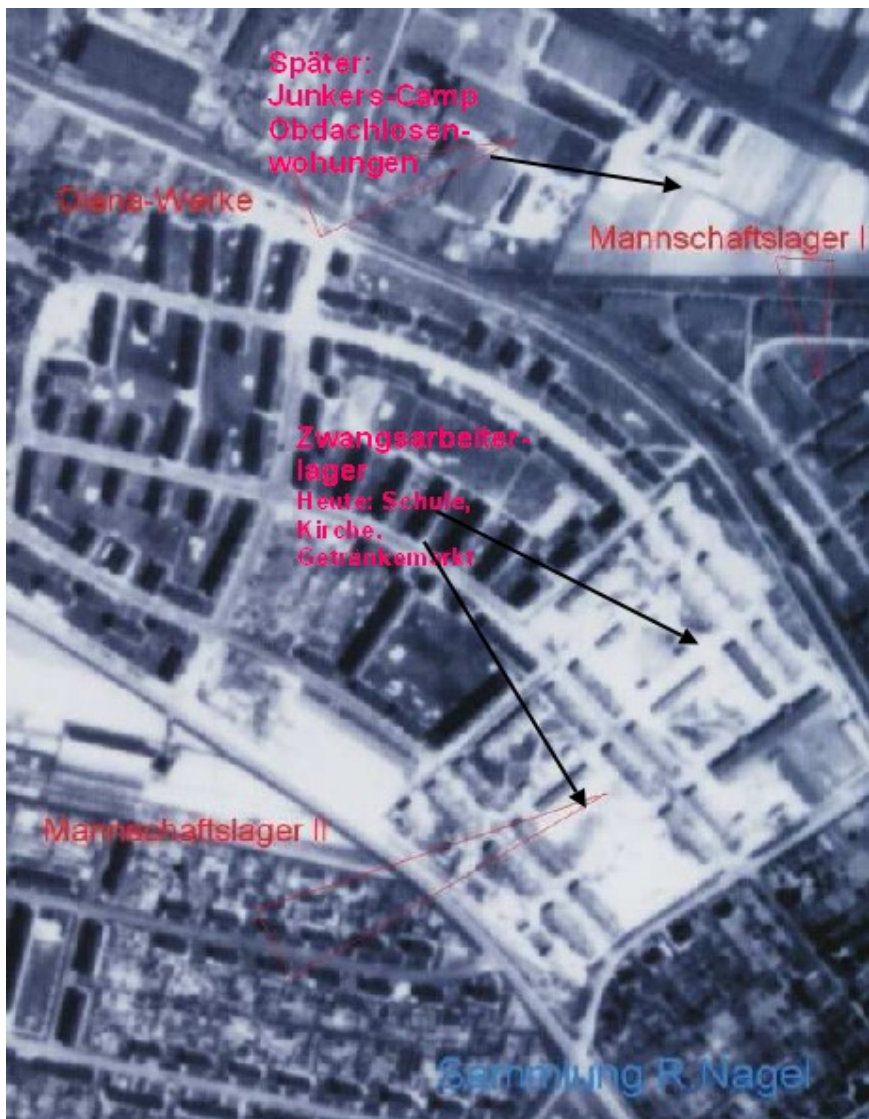 Später:
Junkers-Camp
Obdachlosen-
wohungen
Diana-Werke
Mannschaftslager I
Zwangsarbeiter-
lager
Heute: Schule,
Kirche,
Getränkemarkt
Mannschaftslager II
Sammlung R.Nagel